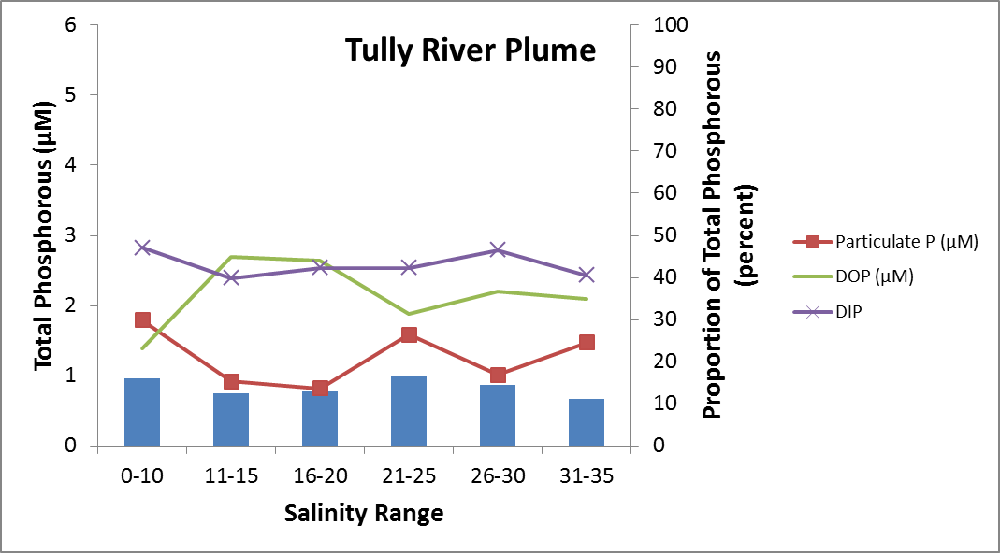 Tully River Plume
Total Phosphorous (µM)
6
5
4
3
2
1
0
0-10 11-15 16-20 21-25 26-30 31-35
Salinity Range
100
90
80
70
60
50
40
30
20
10
0
Proportion of Total Phosphorous
(percent)
Particulate P (µM)
DOP (µM)
DIP